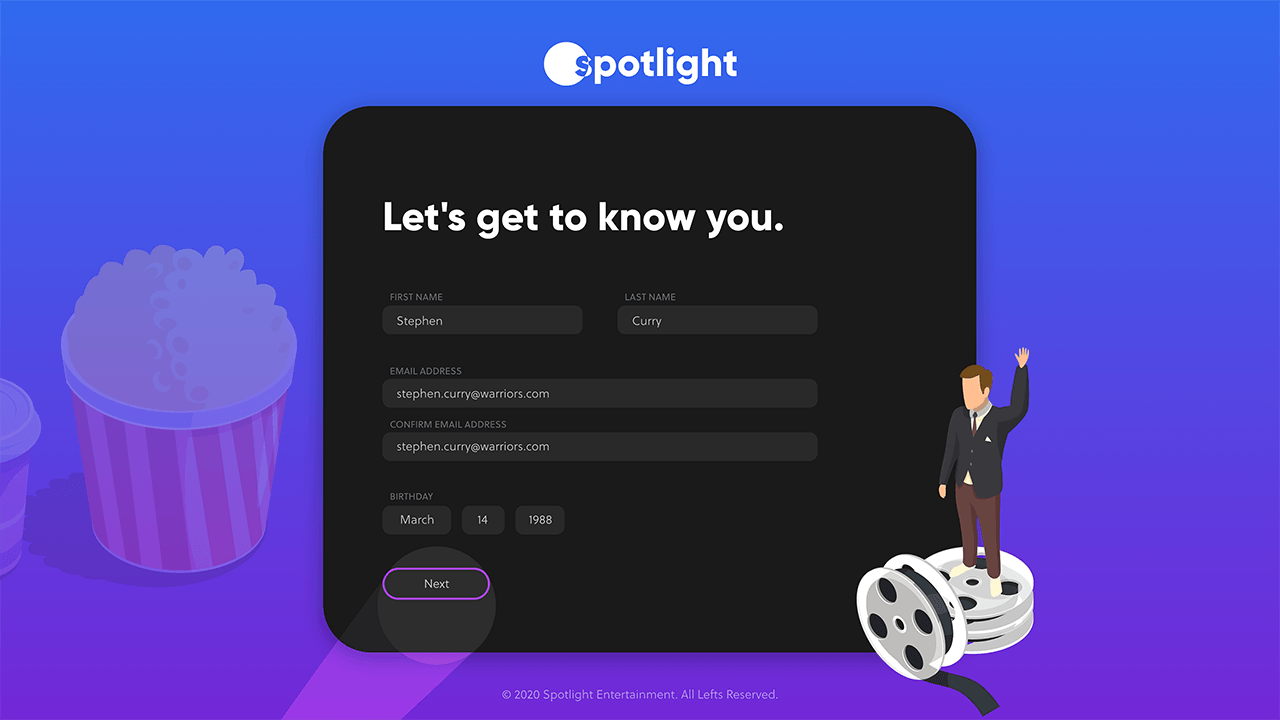 spotlight
Let's get to know you.
FIRST NAME LAST NAME
Stephen Curry
EMAIL ADDRESS
stephen.curry@warriors.com
CONFIRM EMAIL ADDRESS
stephen.curry@warriors.com
BIRTHDAY
March 14 1988
Next
© 2020 Spotlight Entertainment. All Lefts Reserved.